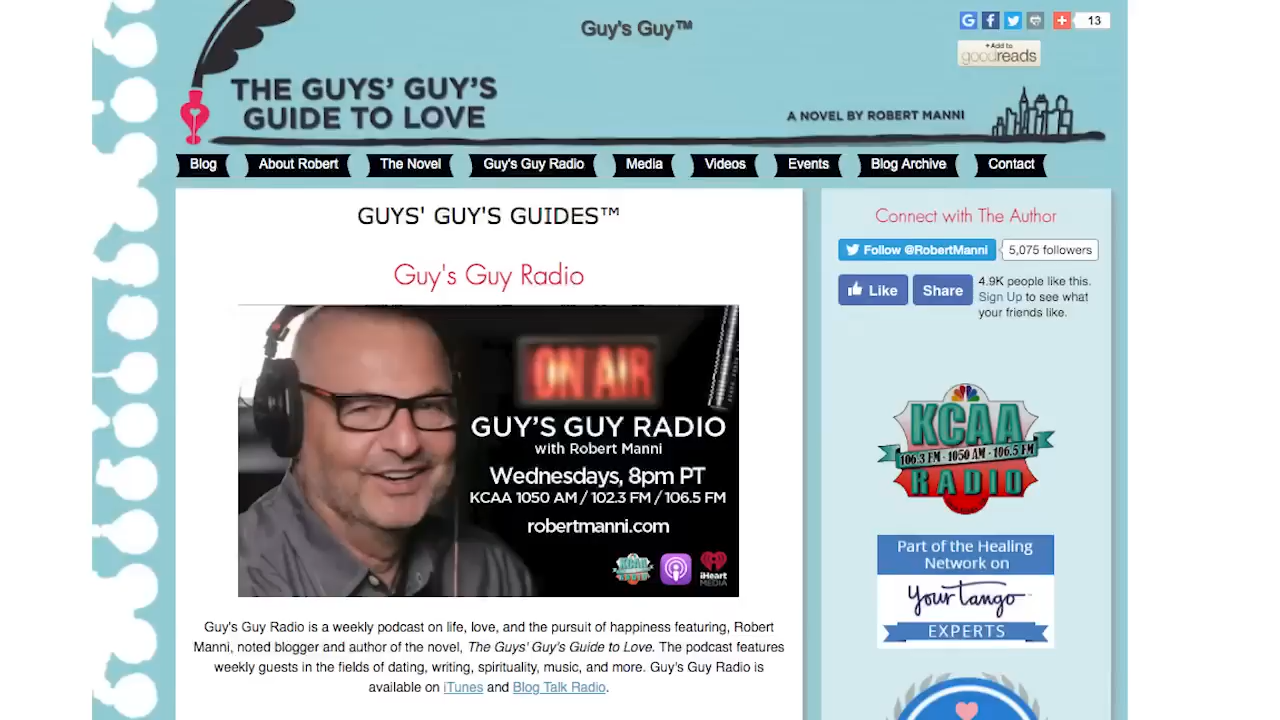 Guy's Guy™
13
+ Add to
goodreads
THE GUYS' GUY'S
GUIDE TO LOVE
A NOVEL BY ROBERT MANNI
Blog
About Robert
The Novel
Guy's Guy Radio
Media
Videos
Events
Blog Archive
Contact
GUYS' GUY'S GUIDES™
Guy's Guy Radio
ON AIR
GUY'S GUY RADIO
with Robert Manni
Wednesdays, 8pm PT
KCAA 1050 AM / 102.3 FM / 106.5 FM
robertmanni.com
KCAA
RADIO
iHeart
MEDIA
Guy's Guy Radio is a weekly podcast on life, love, and the pursuit of happiness featuring, Robert
Manni, noted blogger and author of the novel, The Guys' Guy's Guide to Love. The podcast features
weekly guests in the fields of dating, writing, spirituality, music, and more. Guy's Guy Radio is
available on iTunes and Blog Talk Radio.
Connect with The Author
Follow @RobertManni
5,075 followers
Like
Share
4.9K people like this.
Sign Up to see what
your friends like.
KCAA
106.3 FM - 1050 AM - 106.5 FM
RADIO
Part of the Healing
Network on
YourTango
EXPERTS